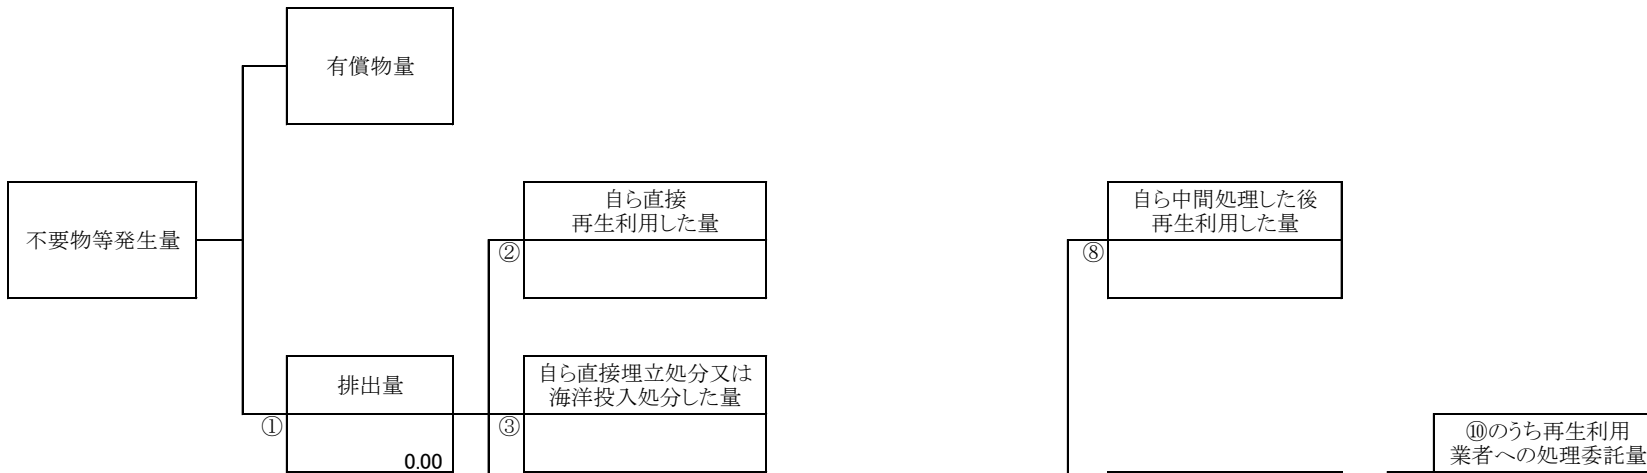 有償物量
不要物等発生量
自ら直接
再生利用した量
②
自ら中間処理した後
再生利用した量
⑧
排出量
①
0.00
自ら直接埋立処分又は
海洋投入処分した量
③
⑩のうち再生利用
業者への処理委託量